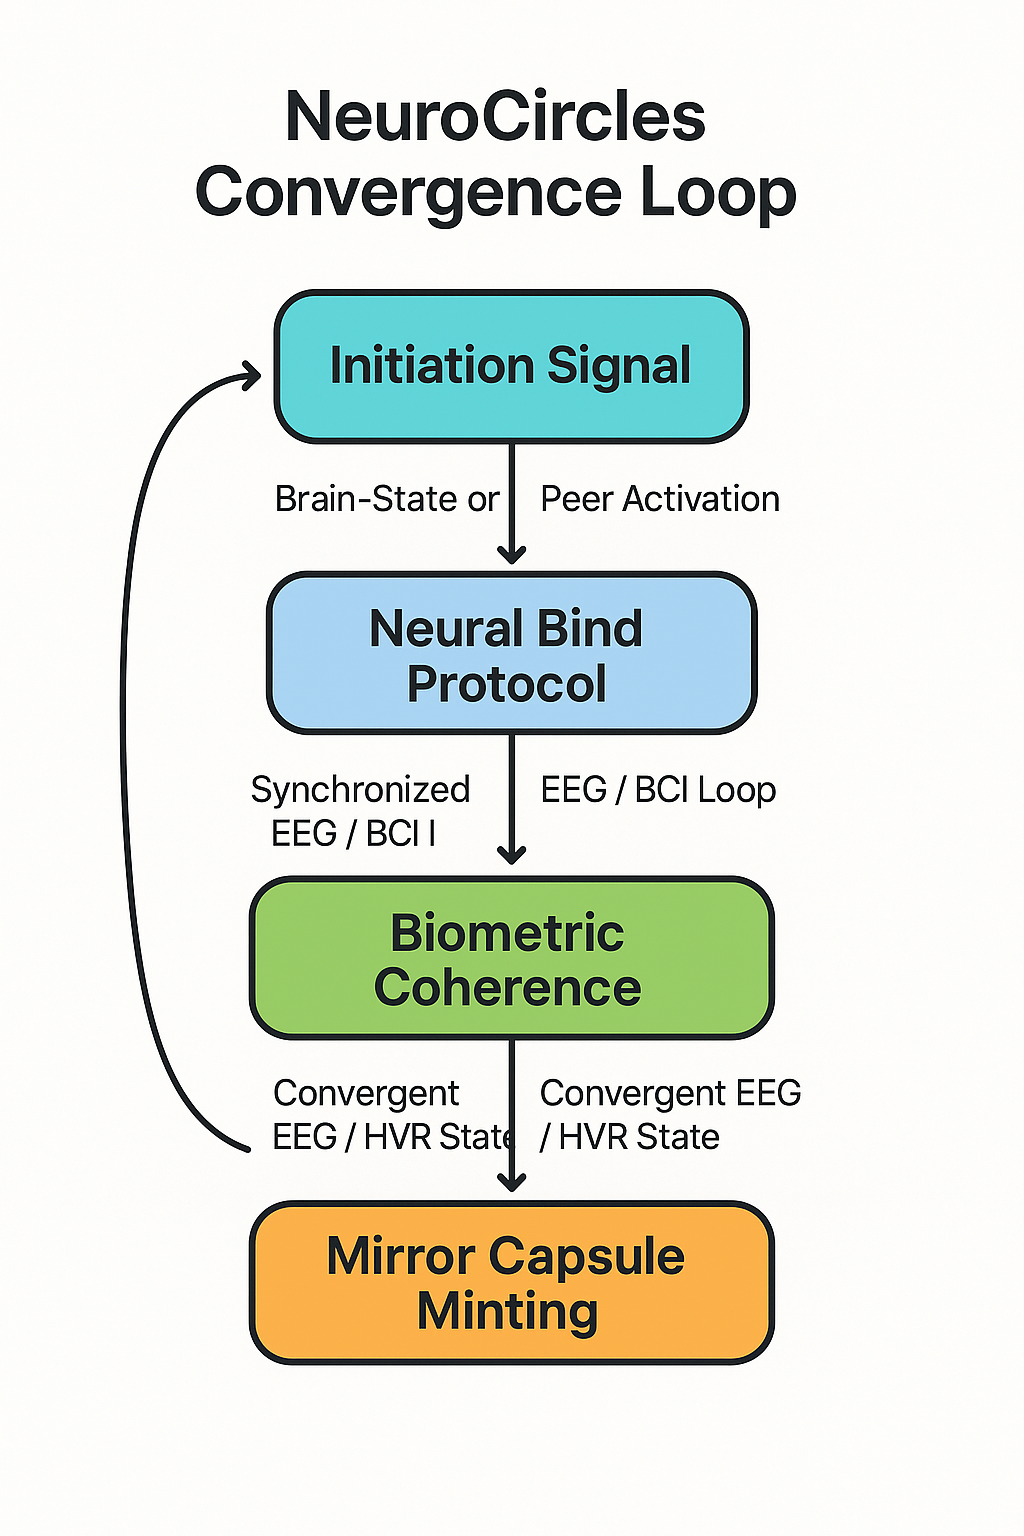 NeuroCircles
Convergence Loop
Initiation Signal
Brain-State or
Peer Activation
Neural Bind
Protocol
Synchronized
EEG / BCI l
EEG / BCI Loop
Biometric
Coherence
Convergent
EEG / HVR State
Convergent EEG
/ HVR State
Mirror Capsule
Minting